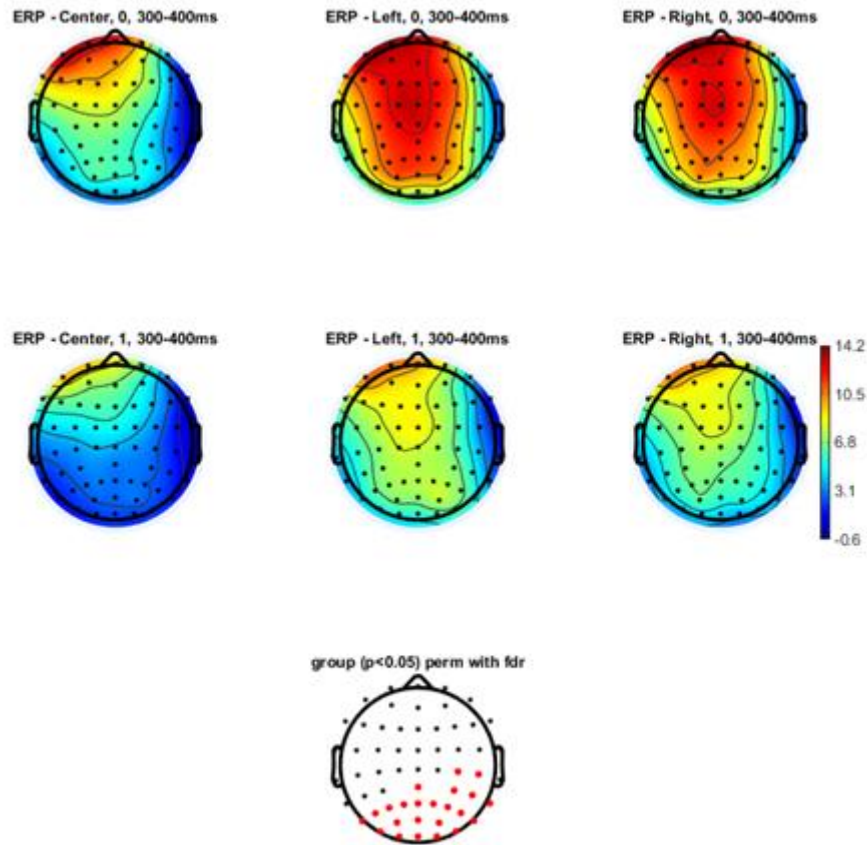 ERP - Center, 0, 300-400ms
ERP - Left, 0, 300-400ms
ERP - Right, 0, 300-400ms
ERP - Center, 1, 300-400ms
ERP - Left, 1, 300-400ms
ERP - Right, 1, 300-400ms
14.2
10.5
6.8
3.1
-0.6
group (p<0.05) perm with fdr